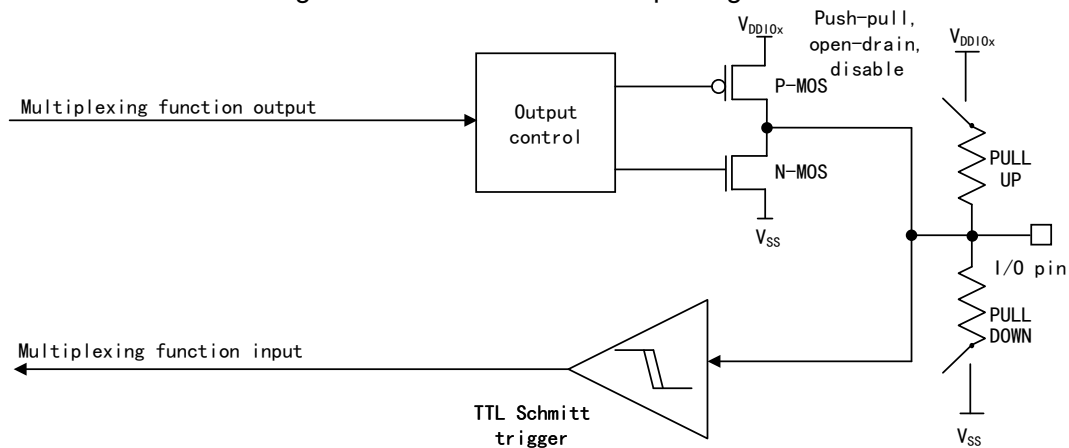 Multiplexing function output
Output
control
V_DDIOx
Push-pull,
open-drain,
disable
P-MOS
N-MOS
V_SS
V_DDIOx
PULL
UP
I/O pin
PULL
DOWN
V_SS
Multiplexing function input
TTL Schmitt
trigger